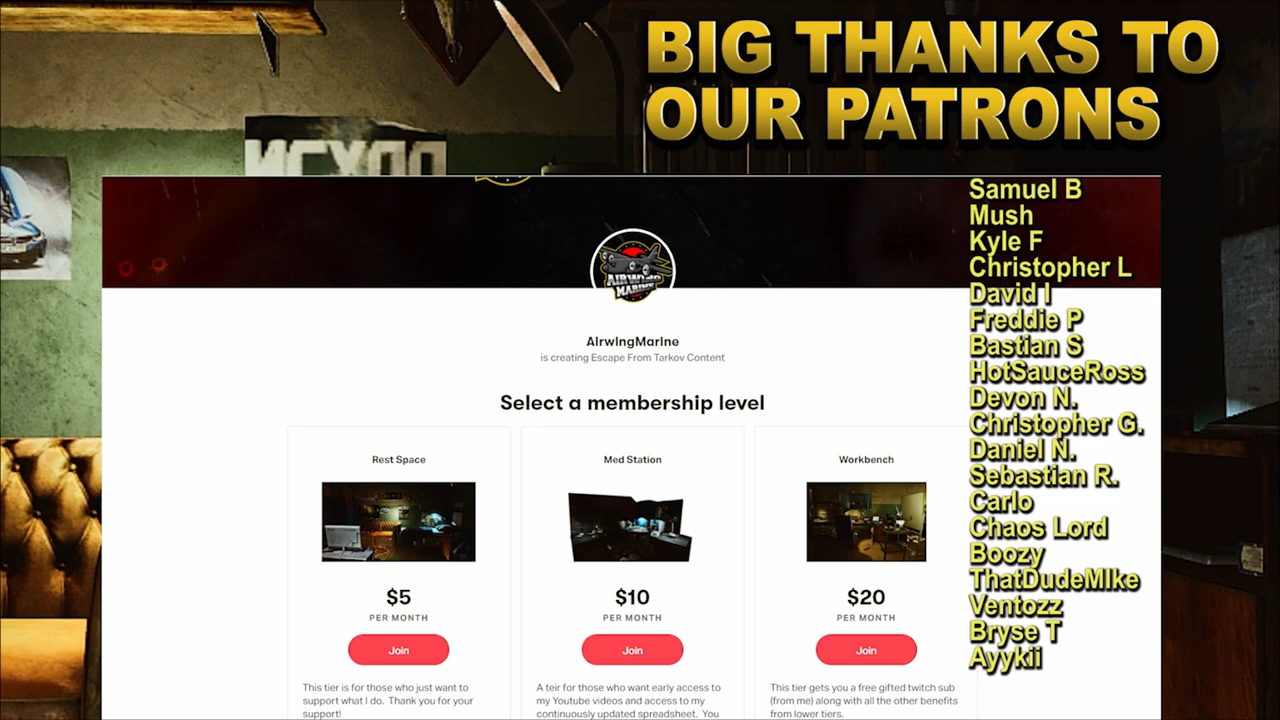 BIG THANKS TO
OUR PATRONS
Samuel B
Mush
Kyle F
Christopher L
David I
Freddie P
Bastian S
HotSauceRoss
Devon N.
Christopher G.
Daniel N.
Sebastian R.
Carlo
Chaos Lord
Boozy
ThatDudeMIke
Ventozz
Bryse T
Ayykii
AIRWING
MARINE
AirwingMarine
is creating Escape From Tarkov Content
Select a membership level
Rest Space
$5
PER MONTH
Join
This tier is for those who just want to
support what I do. Thank you for your
support!
Med Station
$10
PER MONTH
Join
A teir for those who want early access to
my Youtube videos and access to my
continuously updated spreadsheet. You
Workbench
$20
PER MONTH
Join
This tier gets you a free gifted twitch sub
(from me) along with all the other benefits
from lower tiers.